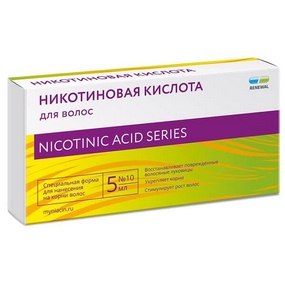 RENEWAL
НИКОТИНОВАЯ КИСЛОТА
для волос
NICOTINIC ACID SERIES
Специальная форма
для нанесения
на корни волос
5 №10
мл
Восстанавливает поврежденные
волосяные луковицы
Укрепляет корни
Стимулирует рост волос
myniacin.ru